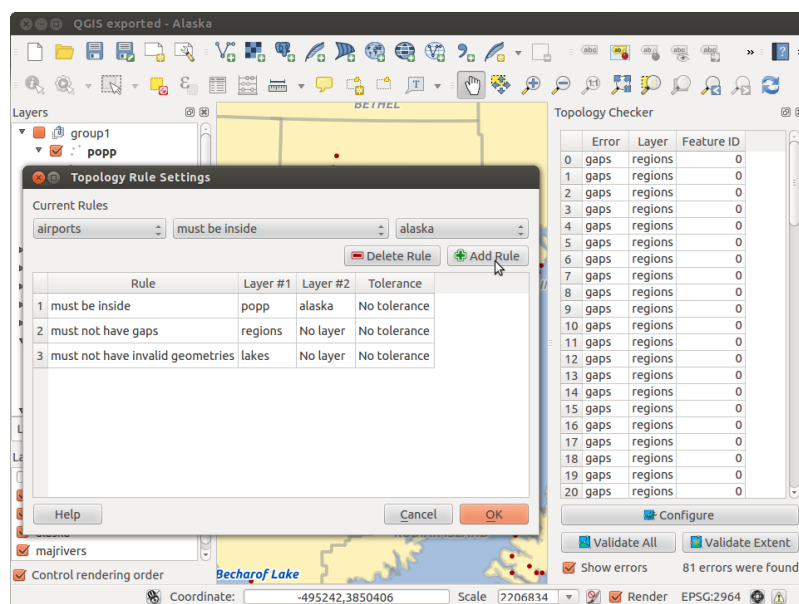 QGIS exported - Alaska
Layers
group1
popp
BETHEL
Topology Checker
Error Layer Feature ID
0 gaps regions 0
1 gaps regions 0
2 gaps regions 0
3 gaps regions 0
4 gaps regions 0
5 gaps regions 0
6 gaps regions 0
7 gaps regions 0
8 gaps regions 0
9 gaps regions 0
10 gaps regions 0
11 gaps regions 0
12 gaps regions 0
13 gaps regions 0
14 gaps regions 0
15 gaps regions 0
16 gaps regions 0
17 gaps regions 0
18 gaps regions 0
19 gaps regions 0
20 gaps regions 0
Configure
Validate All Validate Extent
Show errors 81 errors were found
Topology Rule Settings
Current Rules
airports must be inside alaska
Delete Rule Add Rule
Rule Layer #1 Layer #2 Tolerance
1 must be inside popp alaska No tolerance
2 must not have gaps regions No layer No tolerance
3 must not have invalid geometries lakes No layer No tolerance
Help Cancel OK
majrivers
Control rendering order
Becharof Lake
Coordinate: -495242,3850406 Scale 2206834 Render EPSG:2964